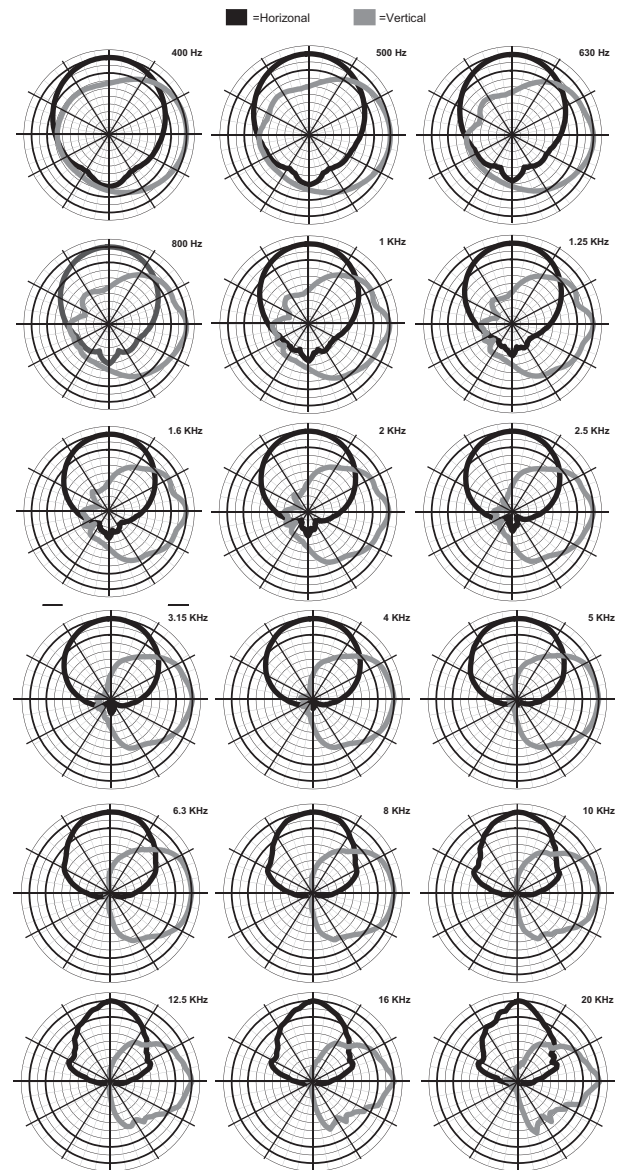 =Horizonal =Vertical
400 Hz 500 Hz 630 Hz
800 Hz 1 KHz 1.25 KHz
1.6 KHz 2 KHz 2.5 KHz
3.15 KHz 4 KHz 5 KHz
6.3 KHz 8 KHz 10 KHz
12.5 KHz 16 KHz 20 KHz